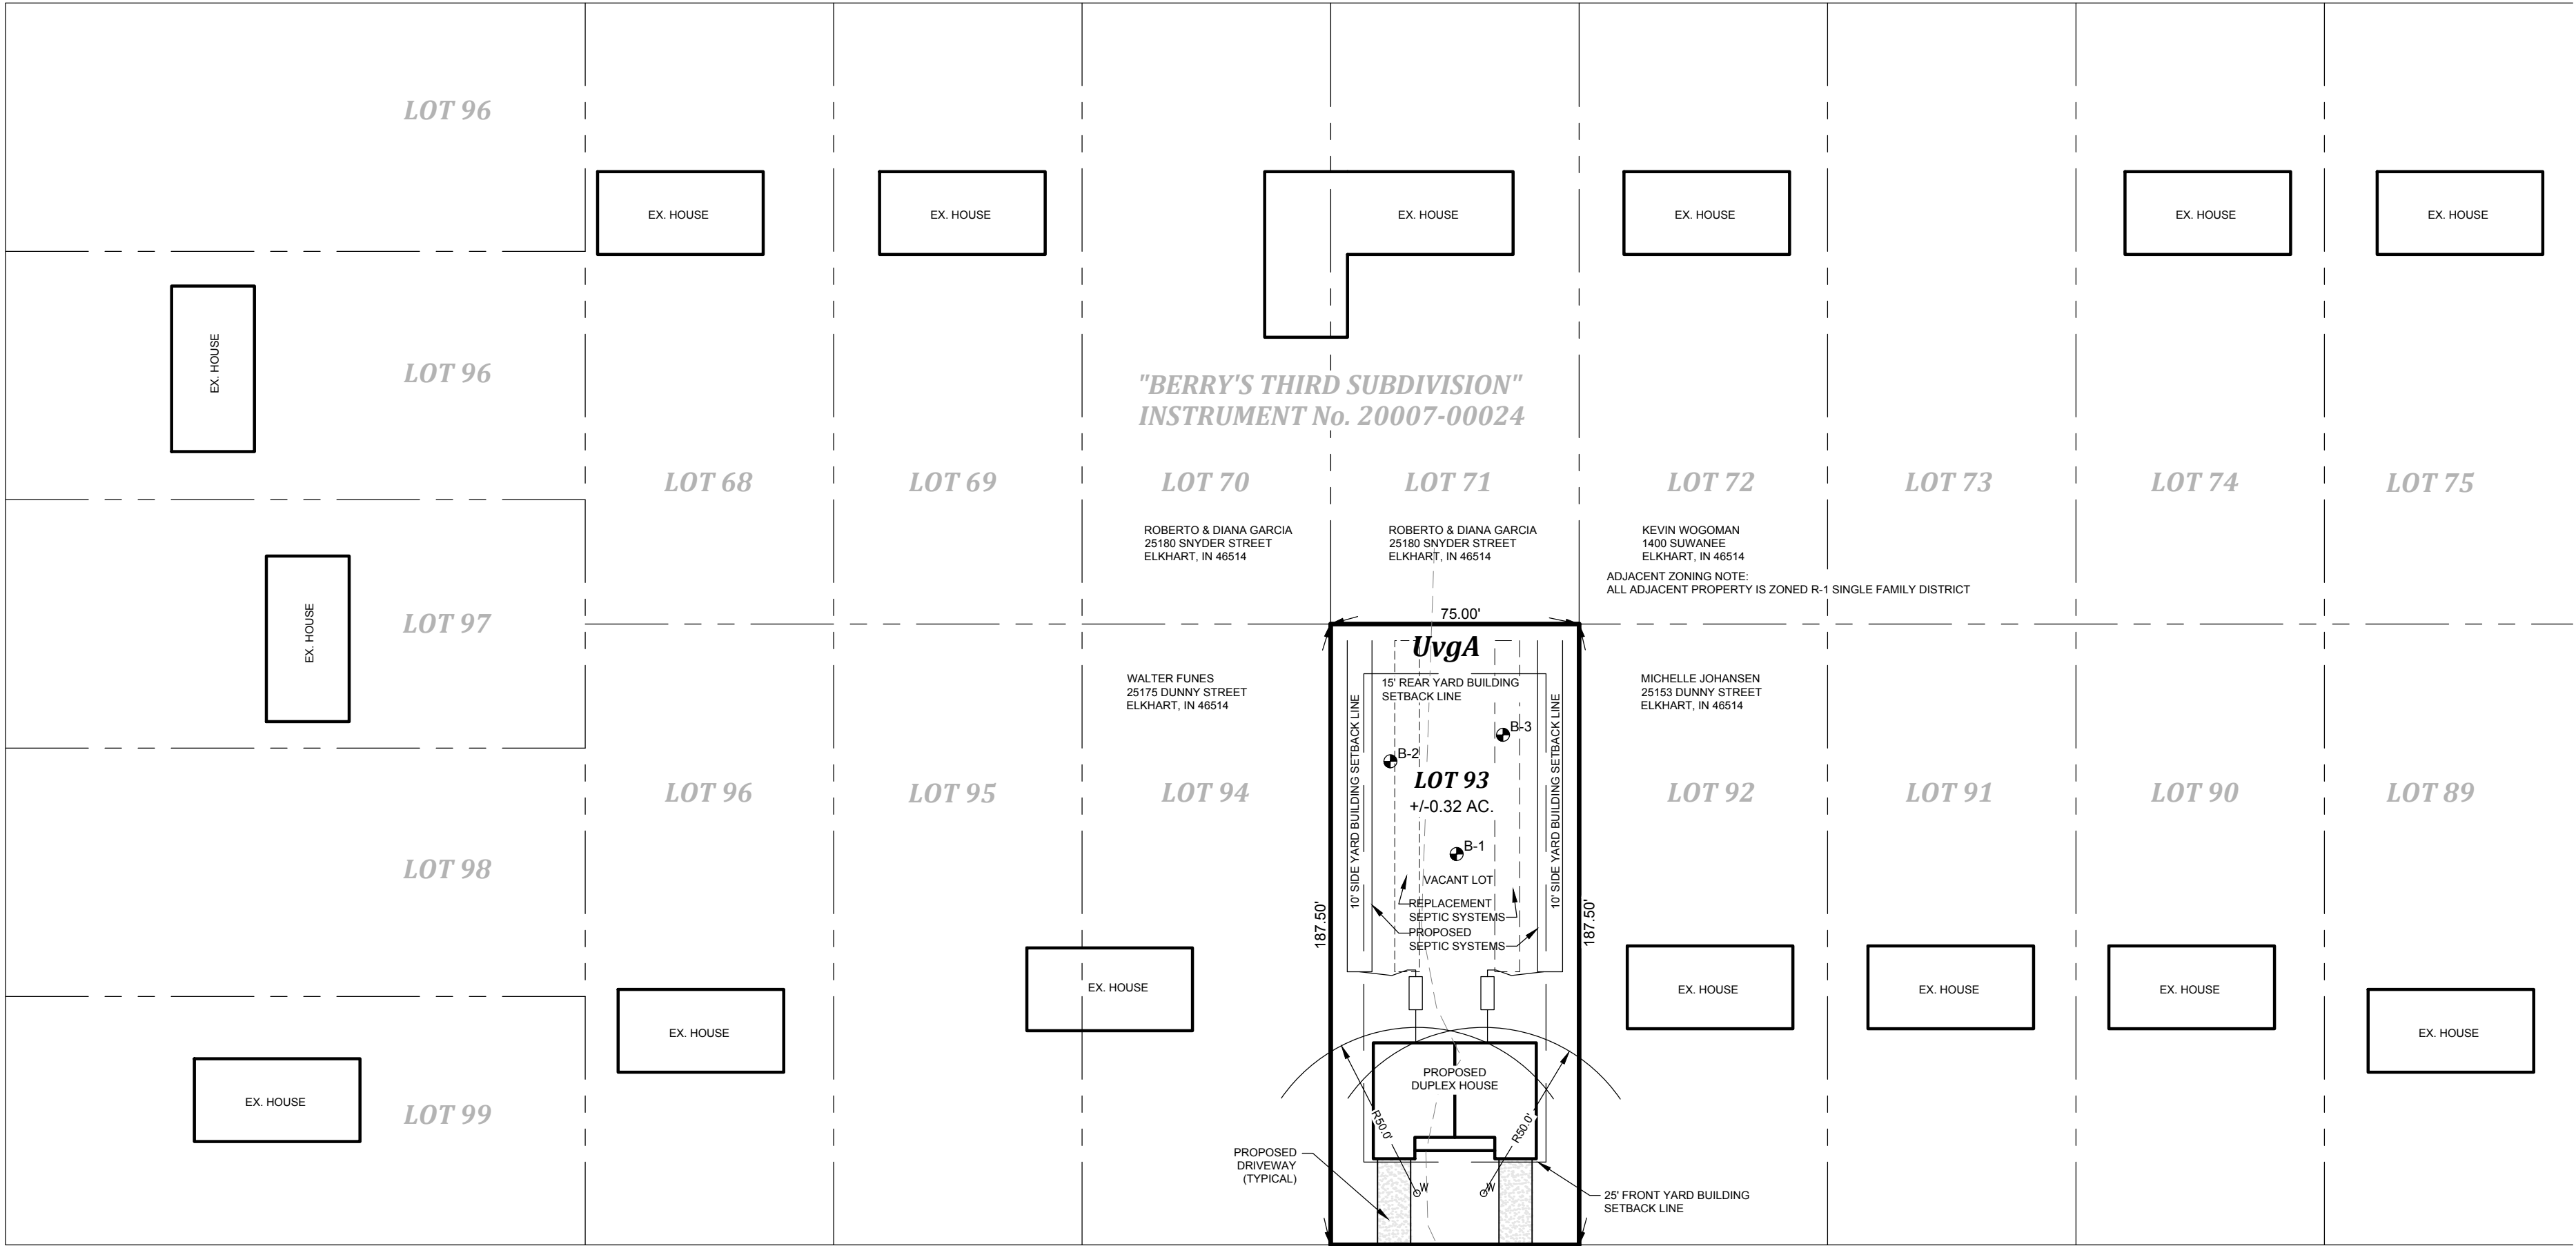 LOT 96
EX. HOUSE
EX. HOUSE
EX. HOUSE
EX. HOUSE
EX. HOUSE
EX. HOUSE
EX. HOUSE
LOT 96
"BERRY'S THIRD SUBDIVISION"
INSTRUMENT No. 20007-00024
LOT 68
LOT 69
LOT 70
LOT 71
LOT 72
LOT 73
LOT 74
LOT 75
ROBERTO & DIANA GARCIA
25180 SNYDER STREET
ELKHART, IN 46514
ROBERTO & DIANA GARCIA
25180 SNYDER STREET
ELKHART, IN 46514
KEVIN WOGOMAN
1400 SUWANEE
ELKHART, IN 46514
ADJACENT ZONING NOTE:
ALL ADJACENT PROPERTY IS ZONED R-1 SINGLE FAMILY DISTRICT
EX. HOUSE
LOT 97
75.00'
UvgA
15' REAR YARD BUILDING
SETBACK LINE
WALTER FUNES
25175 DUNNY STREET
ELKHART, IN 46514
MICHELLE JOHANSEN
25153 DUNNY STREET
ELKHART, IN 46514
10' SIDE YARD BUILDING SETBACK LINE
10' SIDE YARD BUILDING SETBACK LINE
B-3
B-2
LOT 93
+/-0.32 AC.
B-1
VACANT LOT
REPLACEMENT
SEPTIC SYSTEMS
PROPOSED
SEPTIC SYSTEMS
187.50'
187.50'
LOT 96
LOT 95
LOT 94
LOT 92
LOT 91
LOT 90
LOT 89
LOT 98
EX. HOUSE
EX. HOUSE
EX. HOUSE
EX. HOUSE
EX. HOUSE
EX. HOUSE
EX. HOUSE
LOT 99
PROPOSED
DUPLEX HOUSE
R50.0'
R50.0'
W
W
PROPOSED
DRIVEWAY
(TYPICAL)
25' FRONT YARD BUILDING
SETBACK LINE